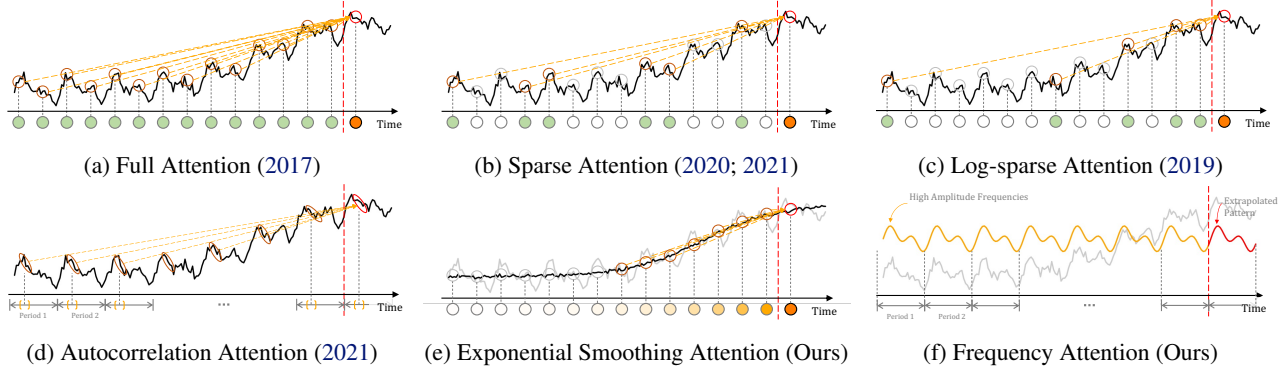 Time
Time
Time
(a) Full Attention (2017)
(b) Sparse Attention (2020; 2021)
(c) Log-sparse Attention (2019)
High Amplitude Frequencies
Extrapolated
Pattern
{·}
{·}
{·}
...
{·}
{·}
Period 1
Period 2
Time
Time
Period 1
Period 2
...
Time
(d) Autocorrelation Attention (2021)
(e) Exponential Smoothing Attention (Ours)
(f) Frequency Attention (Ours)